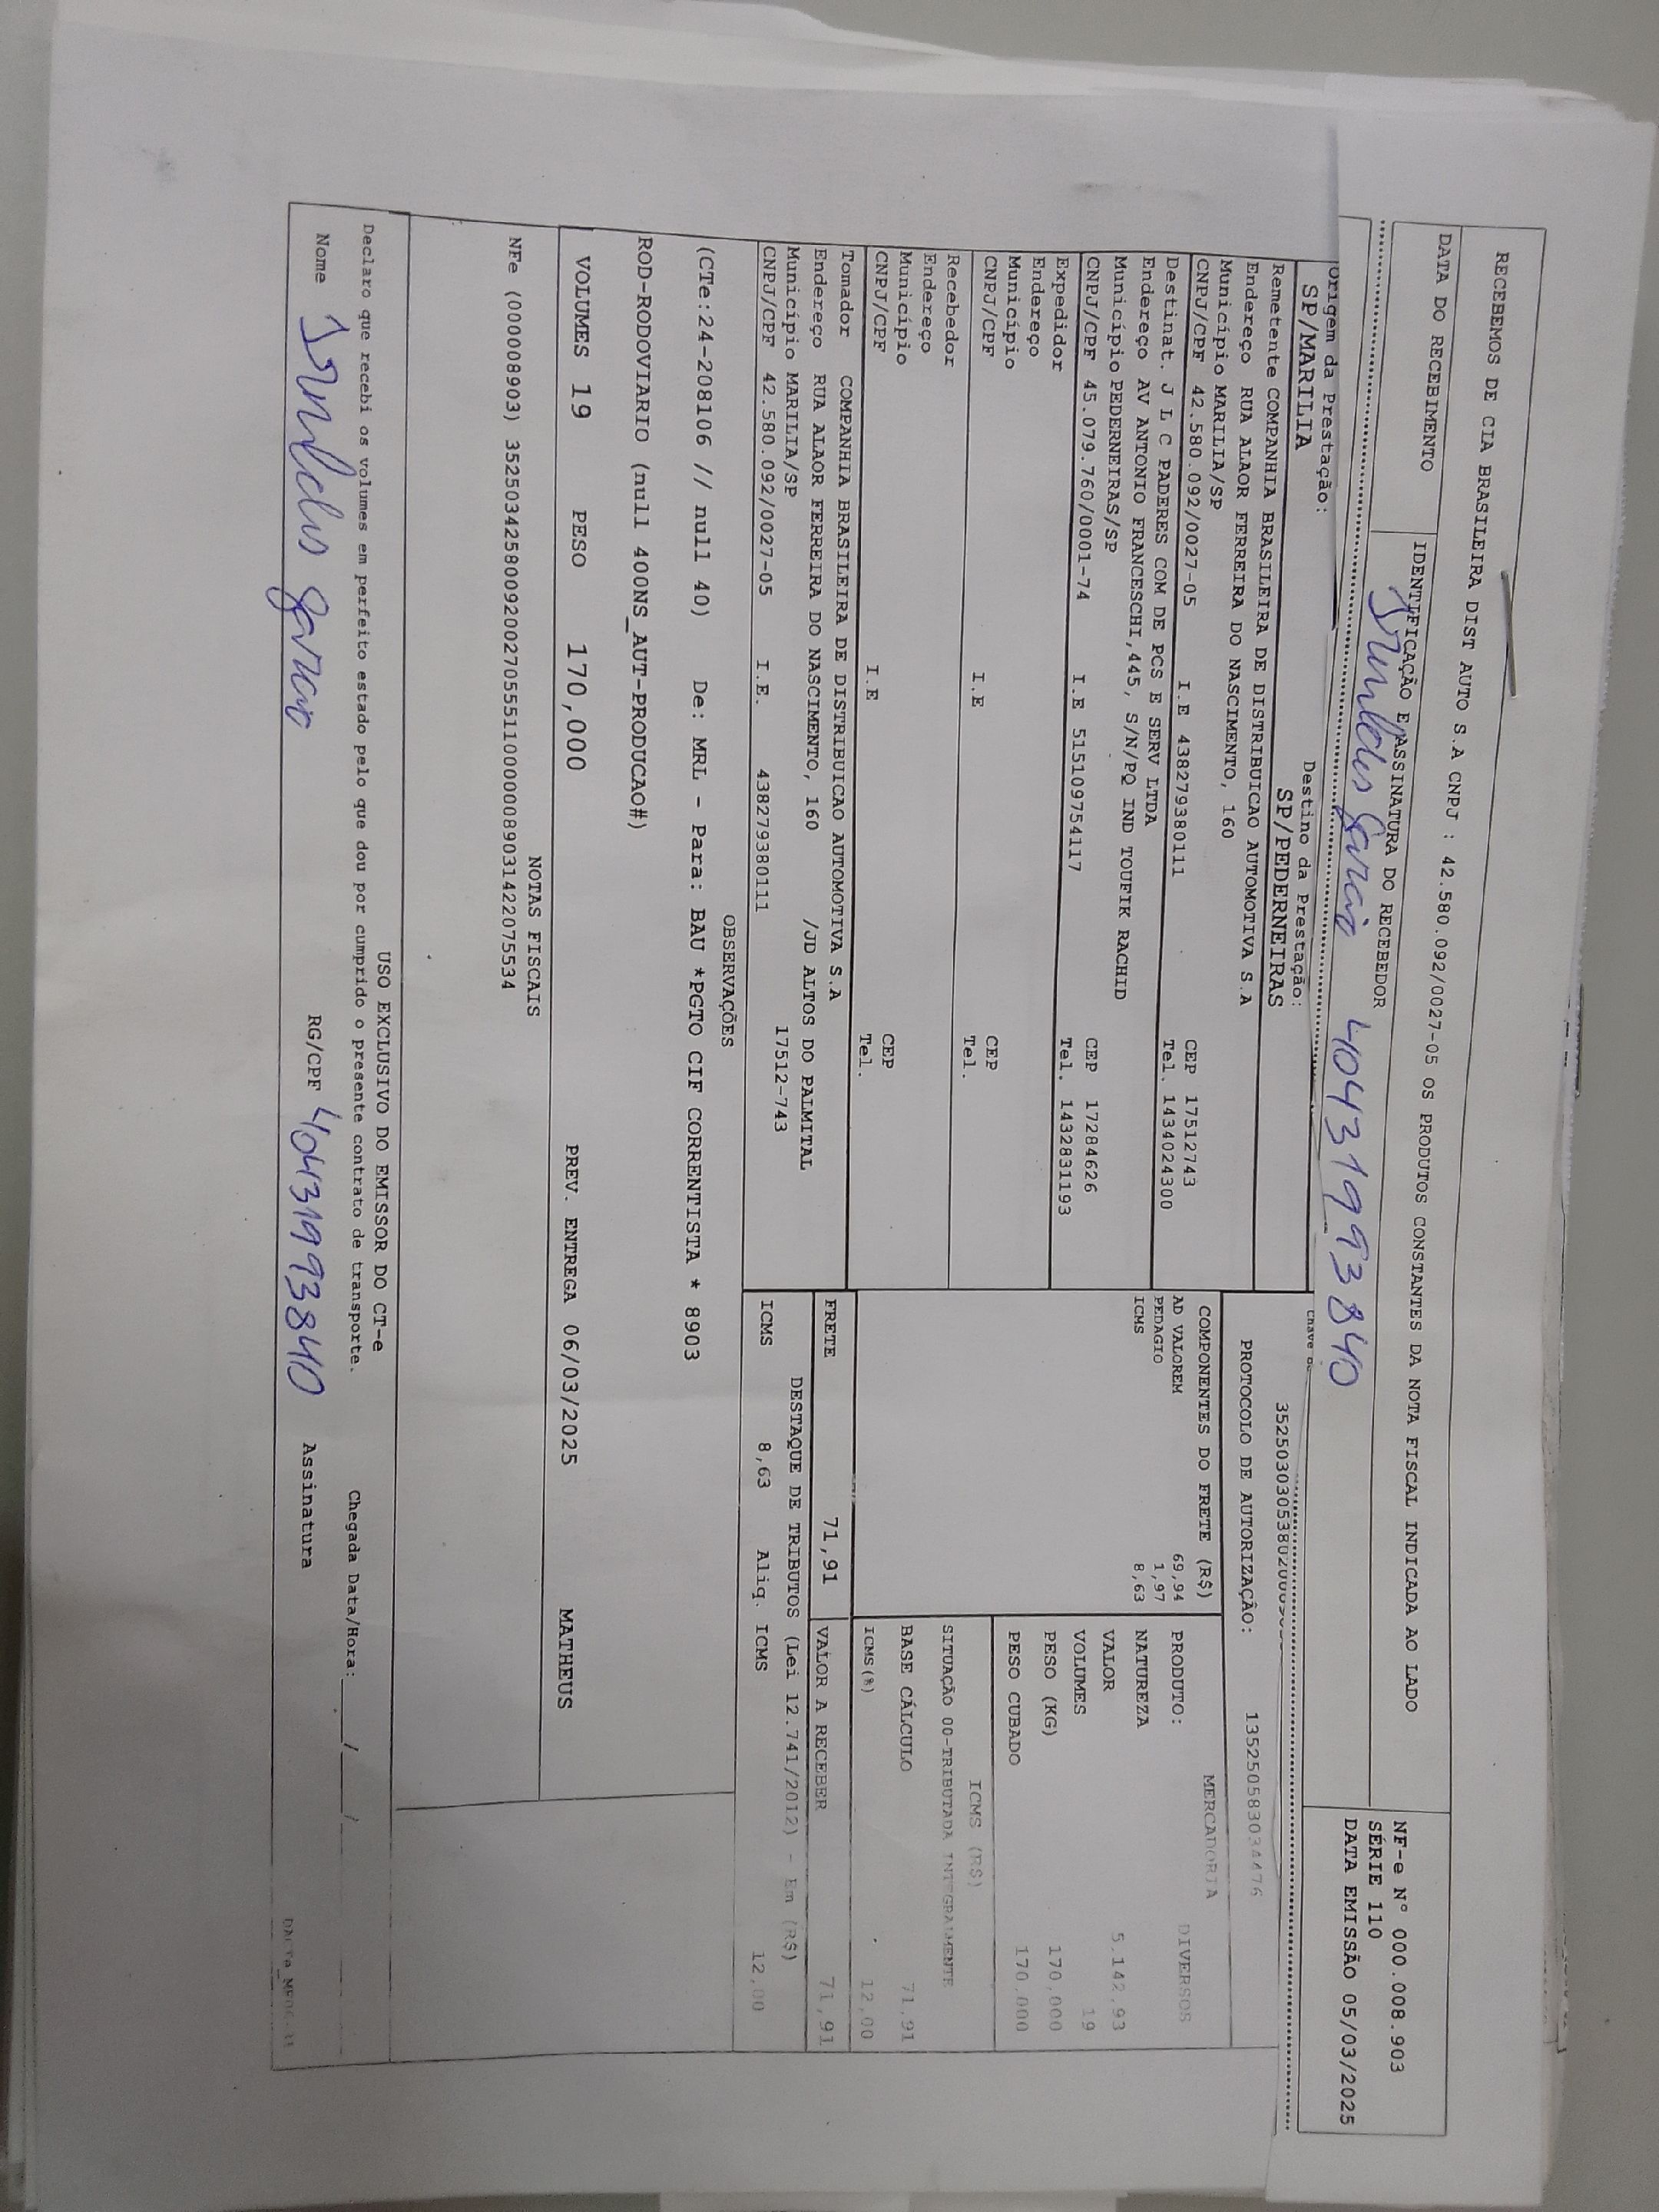 RECEBEMOS DE CIA BRASILEIRA DIST AUTO S.A CNPJ : 42.580.092/0027-05 OS PRODUTOS CONSTANTES DA NOTA FISCAL INDICADA AO LADO
DATA DO RECEBIMENTO
IDENTIFICAÇÃO E ASSINATURA DO RECEBEDOR
40431993840
NF-e Nº 000.008.903
SÉRIE 110
DATA EMISSÃO 05/03/2025
Origem da Prestação:
SP/MARILIA
Destino da Prestação:
SP/PEDERNEIRAS
Remetente COMPANHIA BRASILEIRA DE DISTRIBUICAO AUTOMOTIVA S.A
Endereço RUA ALAOR FERREIRA DO NASCIMENTO, 160
Município MARILIA/SP CEP 17512743
CNPJ/CPF 42.580.092/0027-05 I.E 438279380111 Tel. 1434024300
Destinat. J L C PADERES COM DE PCS E SERV LTDA
Endereço AV ANTONIO FRANCESCHI,445, S/N/PQ IND TOUFIK RACHID
Município PEDERNEIRAS/SP CEP 17284626
CNPJ/CPF 45.079.760/0001-74 I.E 515109754117 Tel. 1432831193
Expedidor
Endereço
Município CEP
CNPJ/CPF I.E Tel.
Recebedor
Endereço
Município CEP
CNPJ/CPF I.E Tel.
Tomador COMPANHIA BRASILEIRA DE DISTRIBUICAO AUTOMOTIVA S.A
Endereço RUA ALAOR FERREIRA DO NASCIMENTO, 160 /JD ALTOS DO PALMITAL
Município MARILIA/SP 17512-743
CNPJ/CPF 42.580.092/0027-05 I.E. 438279380111
PROTOCOLO DE AUTORIZAÇÃO: 135250583034476
COMPONENTES DO FRETE (R$)
AD VALOREM 69,94
PEDAGIO 1,97
ICMS 8,63
MERCADORIA
PRODUTO: DIVERSOS
NATUREZA
VALOR 5.142,93
VOLUMES 19
PESO (KG) 170,000
PESO CUBADO 170,000
ICMS (R$)
SITUAÇÃO 00-TRIBUTADA INTEGRALMENTE
BASE CÁLCULO 71,91
ICMS(%) 12,00
FRETE 71,91
VALOR A RECEBER 71,91
DESTAQUE DE TRIBUTOS (Lei 12.741/2012) - Em (R$)
ICMS 8,63 Aliq. ICMS 12,00
OBSERVAÇÕES
(CTe:24-208106 // null 40) De: MRL - Para: BAU *PGTO CIF CORRENTISTA * 8903
ROD-RODOVIARIO (null 400NS_AUT-PRODUCAO#)
VOLUMES 19 PESO 170,000 PREV. ENTREGA 06/03/2025 MATHEUS
NOTAS FISCAIS
NFe (000008903) 35250342580092002705551100000089031422075534
USO EXCLUSIVO DO EMISSOR DO CT-e
Declaro que recebi os volumes em perfeito estado pelo que dou por cumprido o presente contrato de transporte. Chegada Data/Hora:____/____/
Nome RG/CPF 40431993840 Assinatura